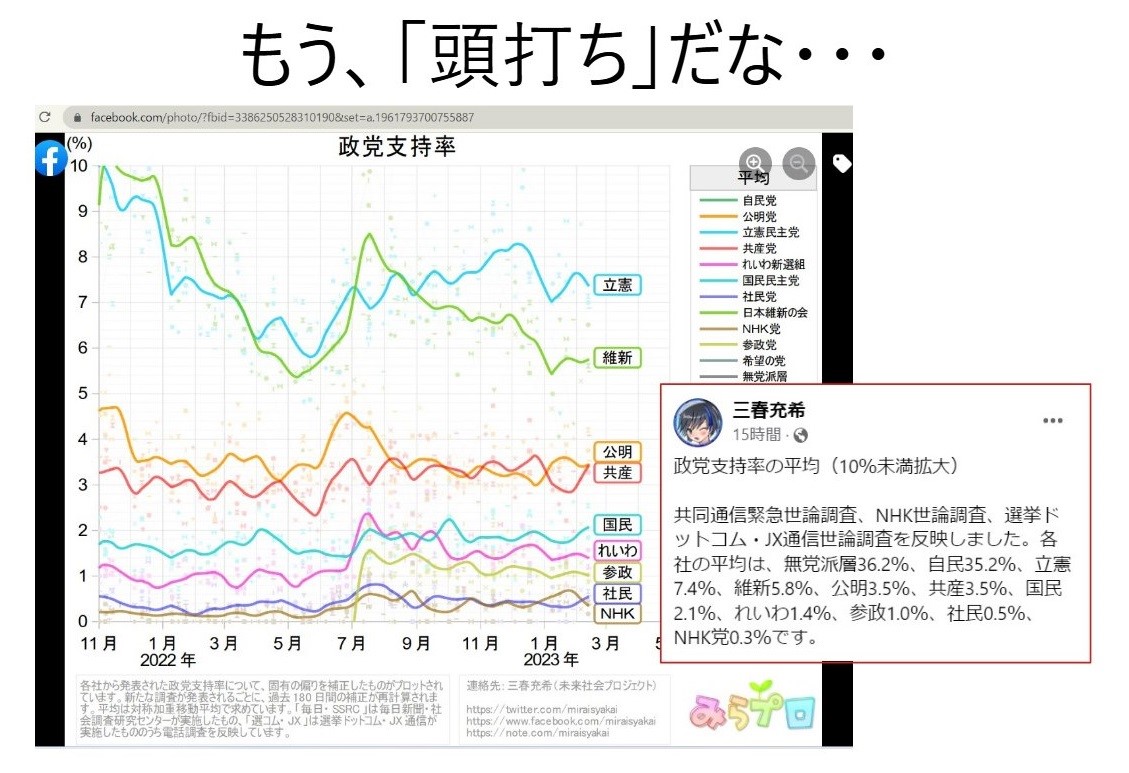 もう、「頭打ち」だな・・・
facebook.com/photo/?fbid=3386250528310190&set=a.1961793700755887
(%)
政党支持率
10
9
8
7
6
5
4
3
2
1
0
立憲
維新
公明
共産
国民
れいわ
参政
社民
NHK
11月
1月
3月
5月
7月
9月
11月
1月
3月
5
2022年
2023年
平均
自民党
公明党
立憲民主党
共産党
れいわ新選組
国民民主党
社民党
日本維新の会
NHK党
参政党
希望の党
無党派層
三春充希
15時間
政党支持率の平均（10%未満拡大）
共同通信緊急世論調査、NHK世論調査、選挙ド
ットコム・JX通信世論調査を反映しました。各
社の平均は、無党派層36.2%、自民35.2%、立憲
7.4%、維新5.8%、公明3.5%、共産3.5%、国民
2.1%、れいわ1.4%、参政1.0%、社民0.5%、
NHK党0.3%です。
各社から発表された政党支持率について、固有の偏りを補正したものがプロットされ
ています。新たな調査が発表されるごとに、過去180日間の補正が再計算されま
す。平均は対称加重移動平均で求めています。「毎日・SSRC」は毎日新聞・社
会調査研究センターが実施したもの、「選コム・JX」は選挙ドットコム・JX通信が
実施したもののうち電話調査を反映しています。
連絡先: 三春充希（未来社会プロジェクト）
https://twitter.com/miraisyakai
https://www.facebook.com/miraisyakai
https://note.com/miraisyakai
みらプロ